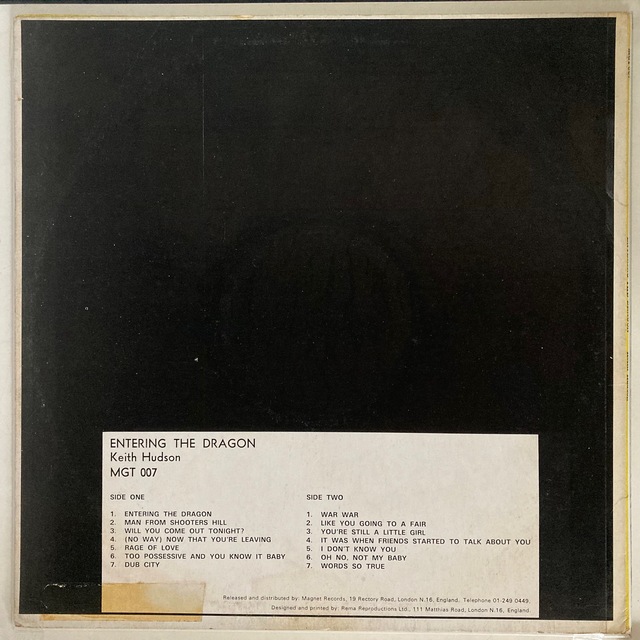 ENTERING THE DRAGON
Keith Hudson
MGT 007
SIDE ONE
1. ENTERING THE DRAGON
2. MAN FROM SHOOTERS HILL
3. WILL YOU COME OUT TONIGHT?
4. (NO WAY) NOW THAT YOU'RE LEAVING
5. RAGE OF LOVE
6. TOO POSSESSIVE AND YOU KNOW IT BABY
7. DUB CITY
SIDE TWO
1. WAR WAR
2. LIKE YOU GOING TO A FAIR
3. YOU'RE STILL A LITTLE GIRL
4. IT WAS WHEN FRIENDS STARTED TO TALK ABOUT YOU
5. I DON'T KNOW YOU
6. OH NO, NOT MY BABY
7. WORDS SO TRUE
Released and distributed by: Magnet Records, 19 Rectory Road, London N.16, England. Telephone 01-249 0449.
Designed and printed by: Rema Reproductions Ltd., 111 Matthias Road, London N.16, England.